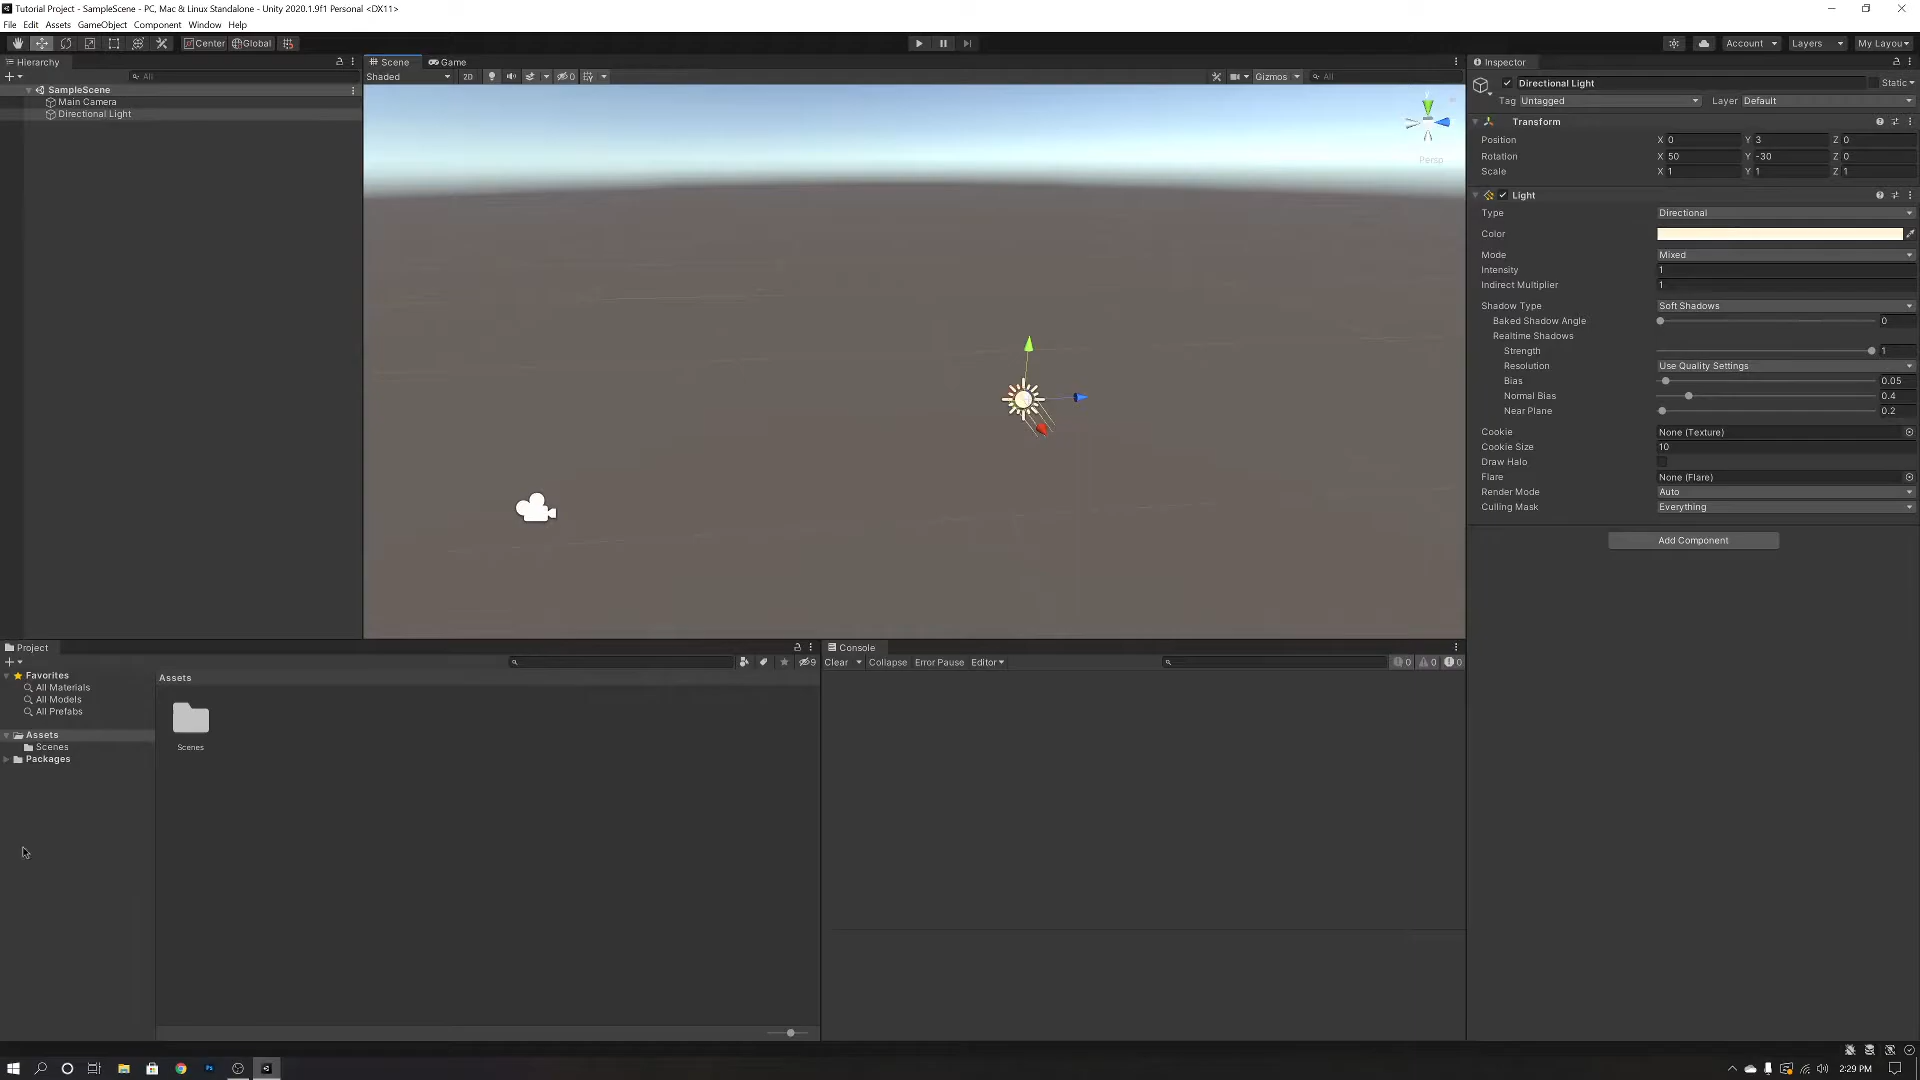 Tutorial Project - SampleScene - PC, Mac & Linux Standalone - Unity 2020.1.9f1 Personal <DX11>
File Edit Assets GameObject Component Window Help
Center Global Account Layers My Layou
Hierarchy
All
SampleScene
Main Camera
Directional Light
Scene Game
Shaded 2D 0 Gizmos All
Persp
Inspector
Directional Light Static
Tag Untagged Layer Default
Transform
Position X 0 Y 3 Z 0
Rotation X 50 Y -30 Z 0
Scale X 1 Y 1 Z 1
Light
Type Directional
Color
Mode Mixed
Intensity 1
Indirect Multiplier 1
Shadow Type Soft Shadows
Baked Shadow Angle 0
Realtime Shadows
Strength 1
Resolution Use Quality Settings
Bias 0.05
Normal Bias 0.4
Near Plane 0.2
Cookie None (Texture)
Cookie Size 10
Draw Halo
Flare None (Flare)
Render Mode Auto
Culling Mask Everything
Add Component
Project
9
Favorites
All Materials
All Models
All Prefabs
Assets
Scenes
Packages
Assets
Scenes
Console
Clear Collapse Error Pause Editor 0 0 0
Ps
2:29 PM